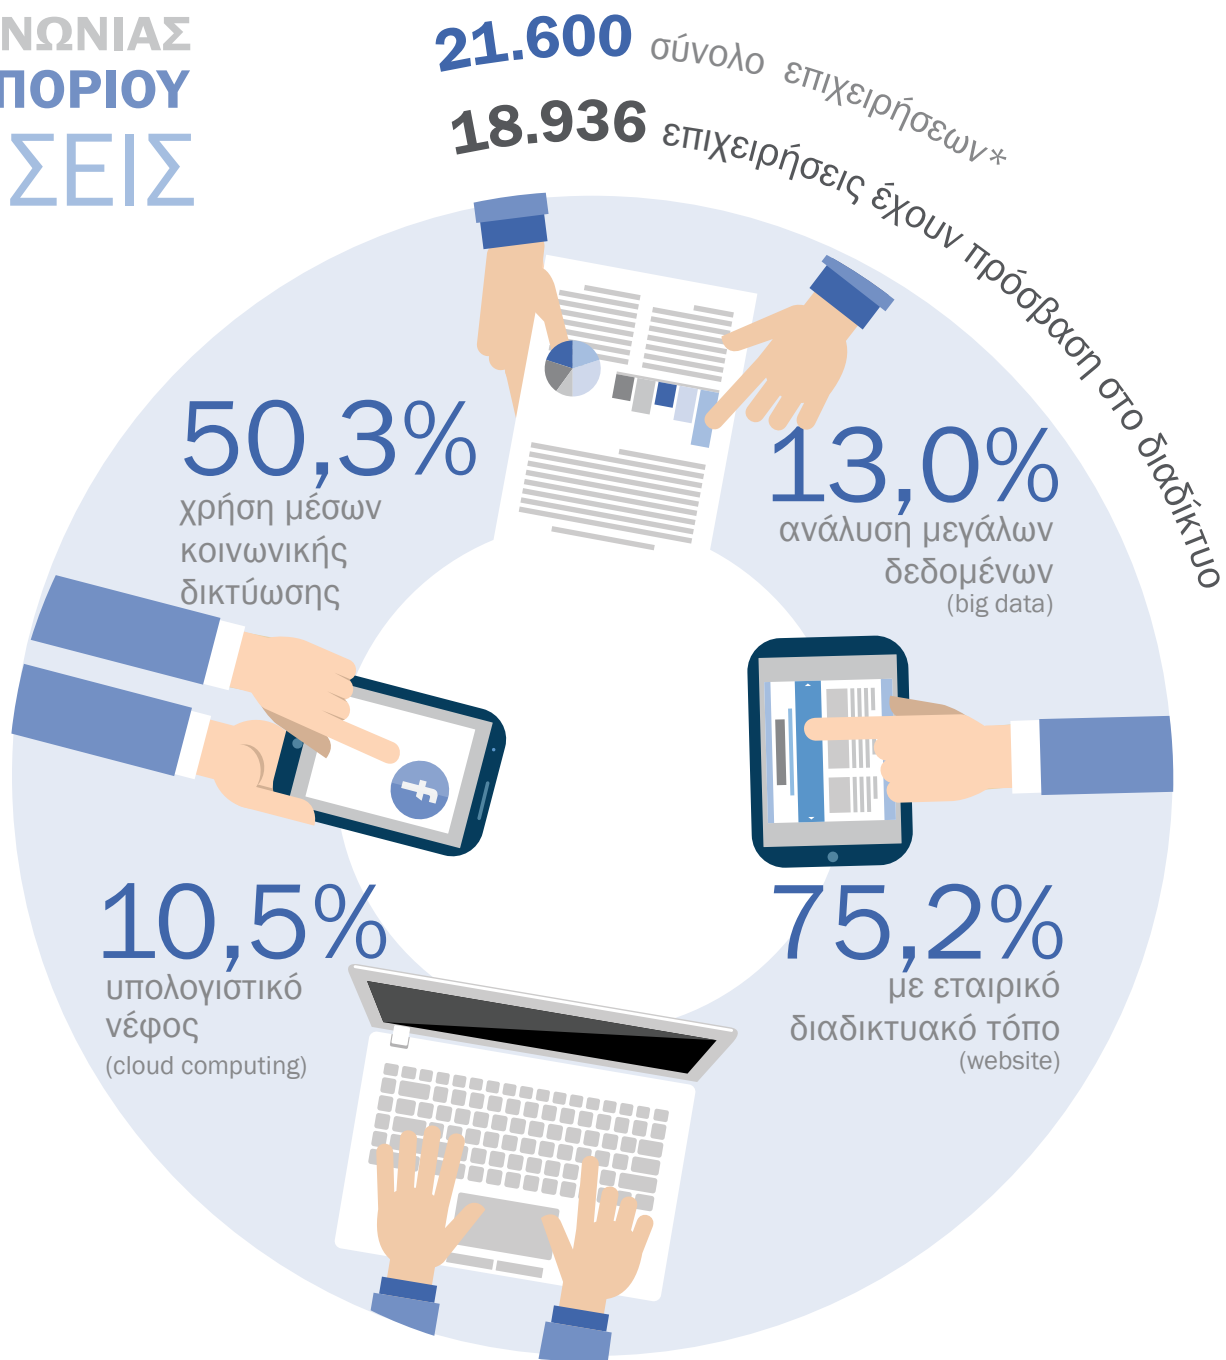 ΝΩΝΙΑΣ
ΠΟΡΙΟΥ
ΣΕΙΣ
21.600 σύνολο επιχειρήσεων*
18.936 επιχειρήσεις έχουν πρόσβαση στο διαδίκτυο
50,3%
χρήση μέσων
κοινωνικής
δικτύωσης
13,0%
ανάλυση μεγάλων
δεδομένων
(big data)
10,5%
υπολογιστικό
νέφος
(cloud computing)
75,2%
με εταιρικό
διαδικτυακό τόπο
(website)